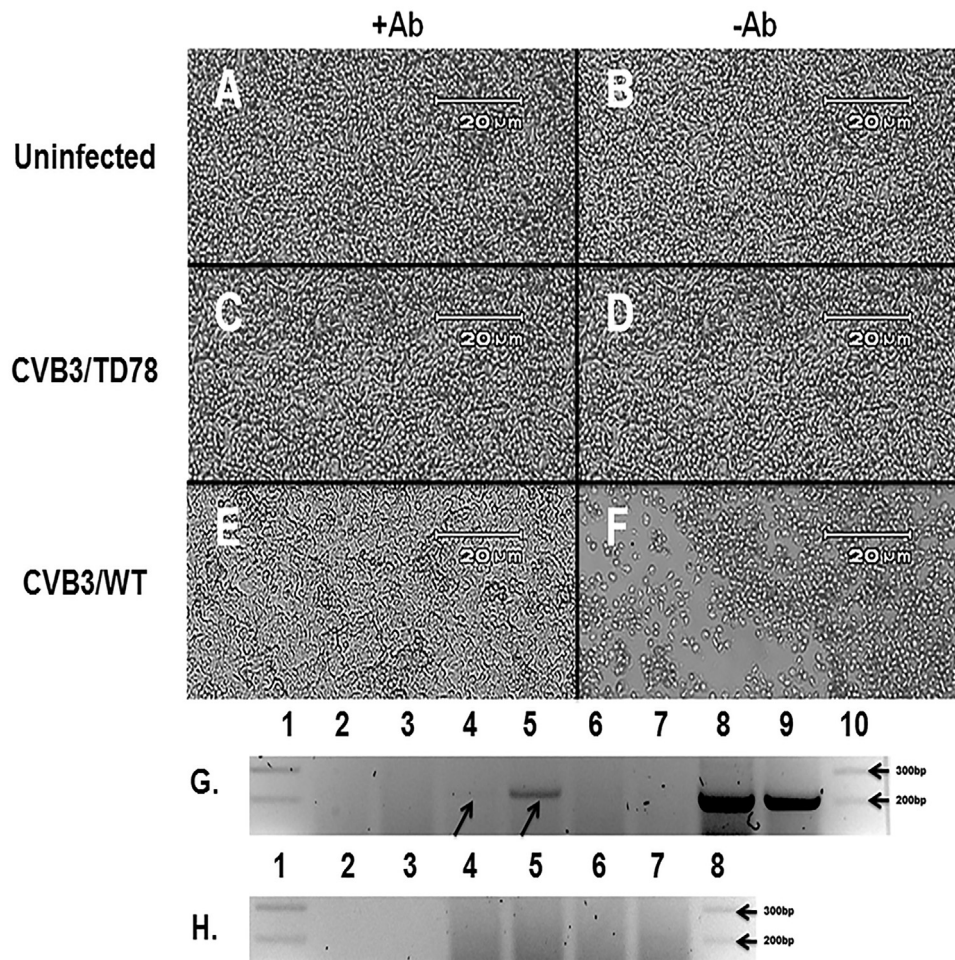 +Ab -Ab
Uninfected
A B
20 µm 20 µm
CVB3/TD78
C D
20 µm 20 µm
CVB3/WT
E F
20 µm 20 µm
1 2 3 4 5 6 7 8 9 10
G.
300bp
200bp
1 2 3 4 5 6 7 8
H.
300bp
200bp